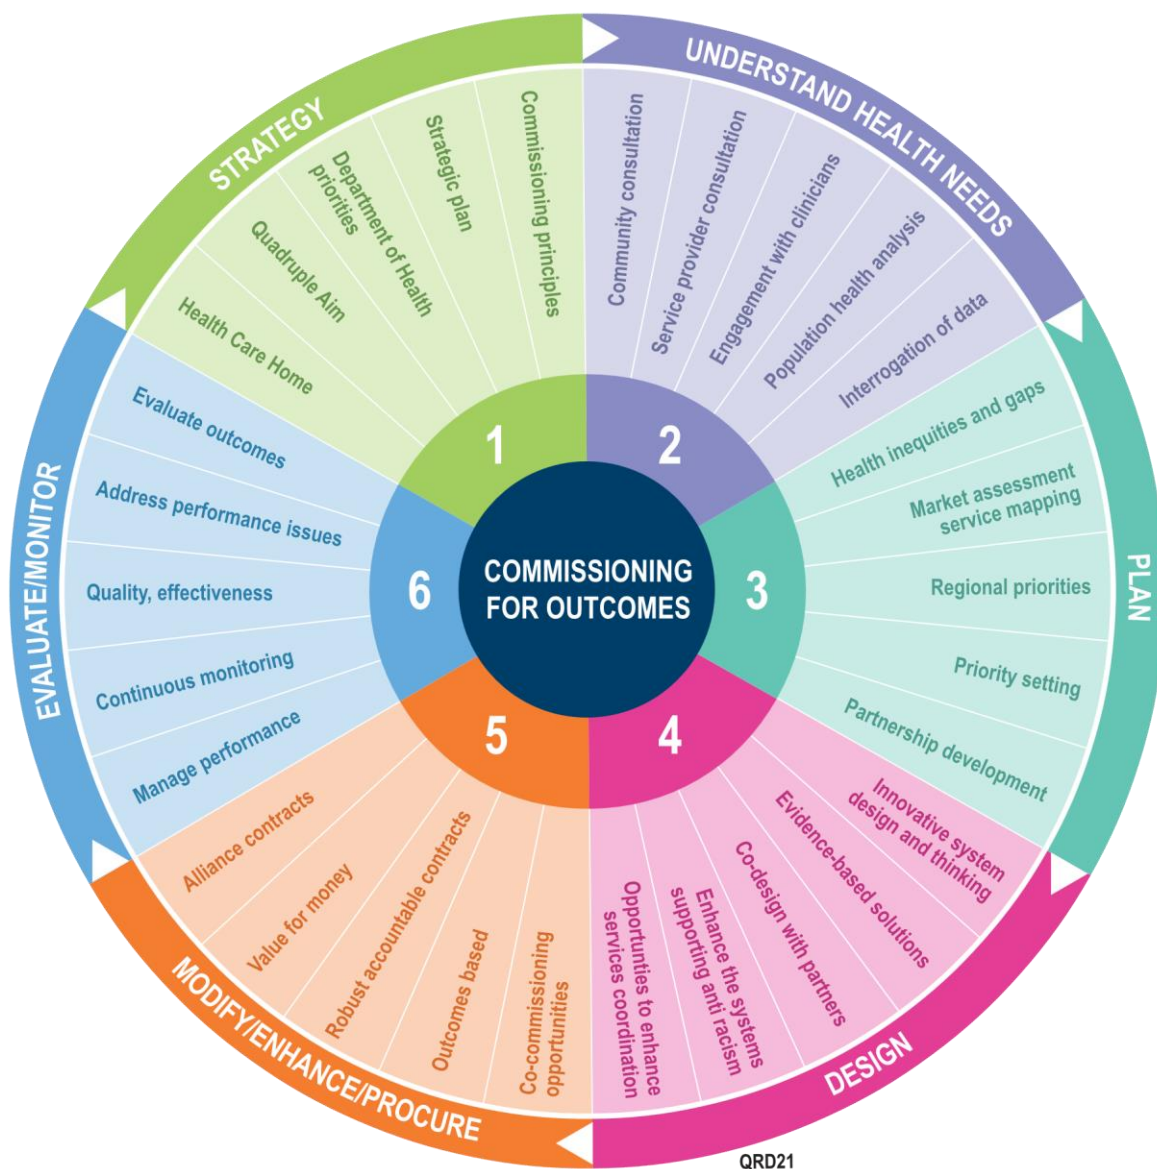 COMMISSIONING
FOR OUTCOMES
1
STRATEGY
Health Care Home
Quadruple Aim
Department of Health
priorities
Strategic plan
Commissioning principles
2
UNDERSTAND HEALTH NEEDS
Community consultation
Service provider consultation
Engagement with clinicians
Population health analysis
Interrogation of data
3
PLAN
Health inequities and gaps
Market assessment
service mapping
Regional priorities
Priority setting
Partnership development
4
DESIGN
Innovative system
design and thinking
Evidence-based solutions
Co-design with partners
Enhance the systems
supporting anti racism
Opportunties to enhance
services coordination
5
MODIFY/ENHANCE/PROCURE
Co-commissioning
opportunities
Outcomes based
Robust accountable contracts
Value for money
Alliance contracts
6
EVALUATE/MONITOR
Manage performance
Continuous monitoring
Quality, effectiveness
Address performance issues
Evaluate outcomes
QRD21